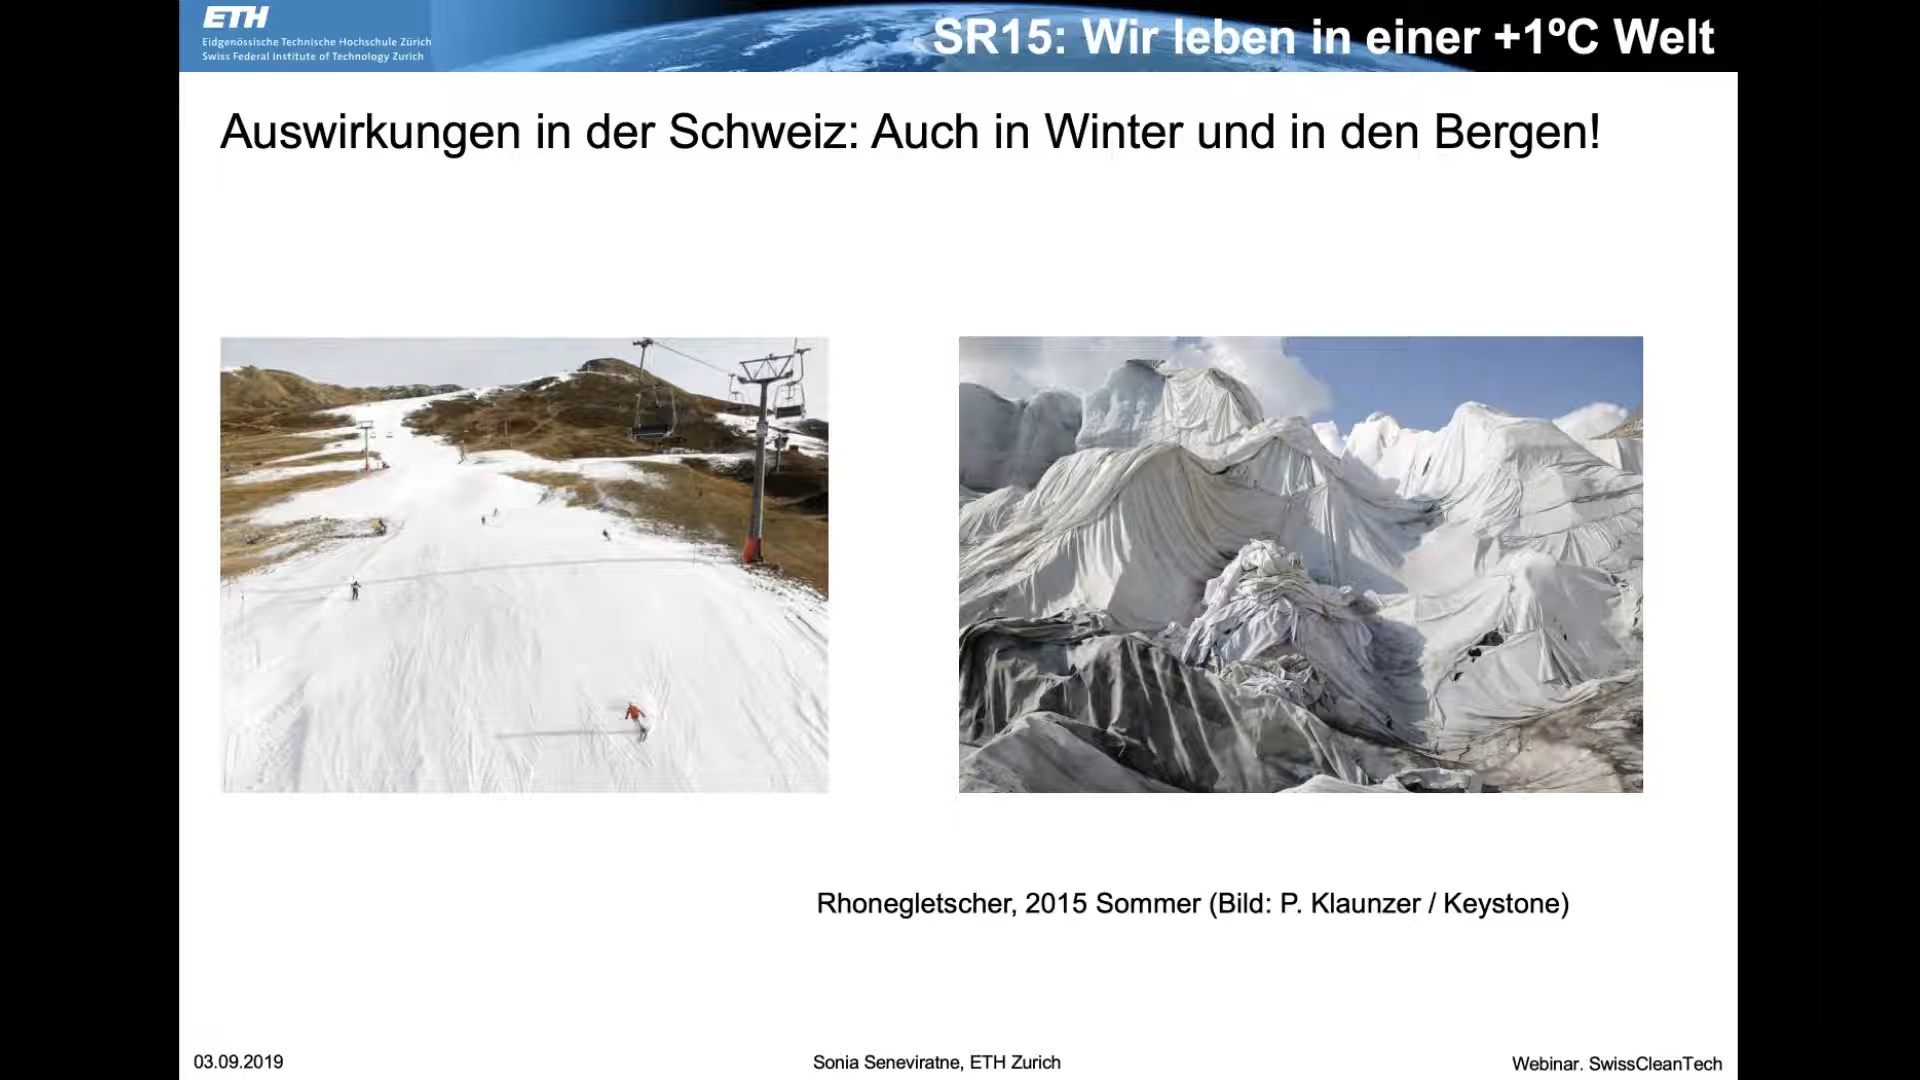 ETH
Eidgenössische Technische Hochschule Zürich
Swiss Federal Institute of Technology Zurich
SR15: Wir leben in einer +1ºC Welt
Auswirkungen in der Schweiz: Auch in Winter und in den Bergen!
Rhonegletscher, 2015 Sommer (Bild: P. Klaunzer / Keystone)
03.09.2019
Sonia Seneviratne, ETH Zurich
Webinar. SwissCleanTech